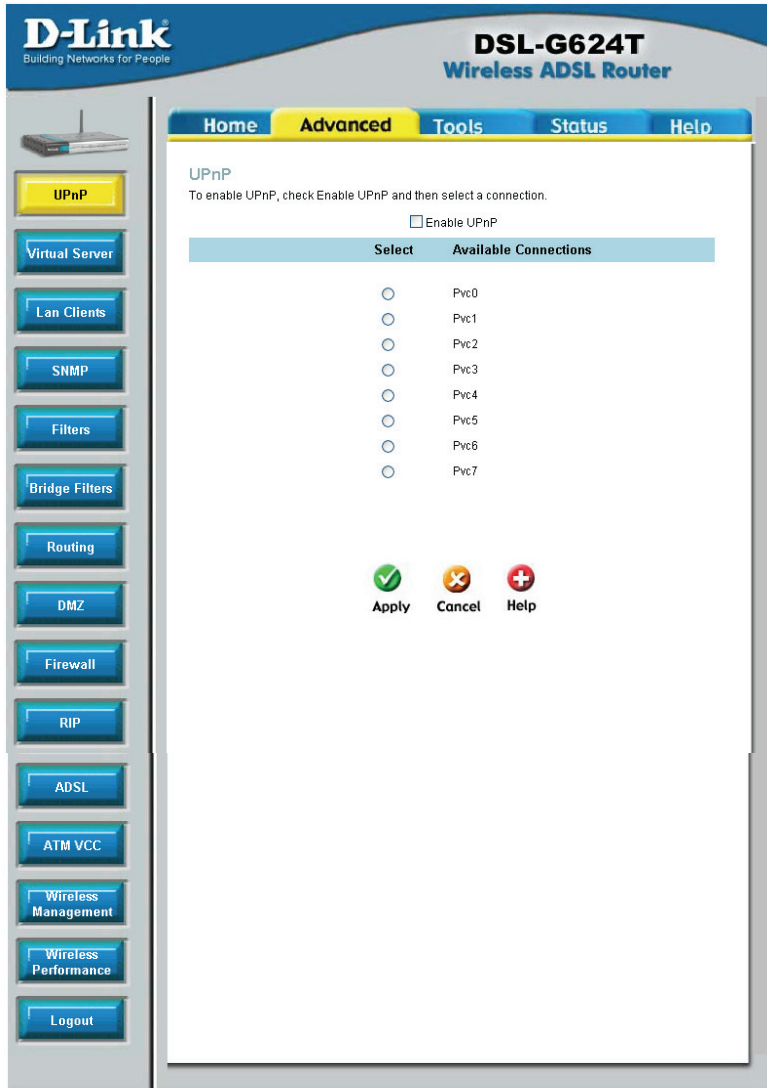 D-Link
Building Networks for People
DSL-G624T
Wireless ADSL Router
Home
Advanced
Tools
Status
Help
UPnP
Virtual Server
Lan Clients
SNMP
Filters
Bridge Filters
Routing
DMZ
Firewall
RIP
ADSL
ATM VCC
Wireless
Management
Wireless
Performance
Logout
UPnP
To enable UPnP, check Enable UPnP and then select a connection.
Enable UPnP
Select Available Connections
Pvc0
Pvc1
Pvc2
Pvc3
Pvc4
Pvc5
Pvc6
Pvc7
Apply
Cancel
Help